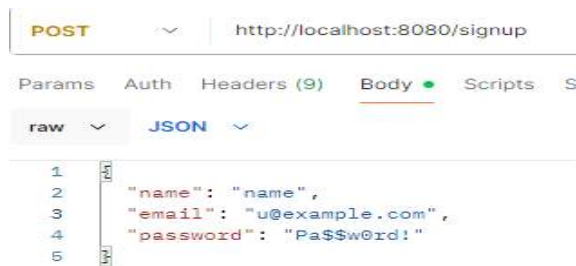 POST http://localhost:8080/signup
Params Auth Headers (9) Body Scripts S
raw JSON
1 {
2 "name": "name",
3 "email": "u@example.com",
4 "password": "Pa$$w0rd!"
5 }